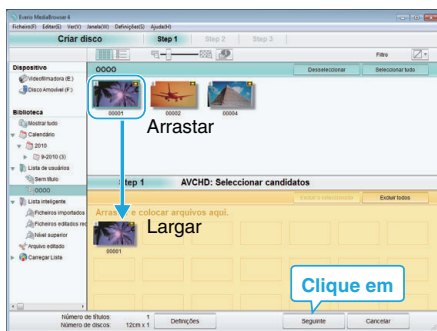 Everio MediaBrowser 4
Ficheiro(F) Editar(E) Ver(V) Janela(W) Definições(S) Ajuda(H)
Criar disco Step 1 Step 2 Step 3
Filtro
Dispositivo
Videofilmadora (E:)
Disco Amovível (F:)
OOOO Desseleccionar Seleccionar tudo
00001 00002 00004
Biblioteca
Mostrar tudo
Calendário
2010
9-2010 (3)
Lista de usuários
Sem título
OOOO
Lista inteligente
Ficheiros importados
Ficheiros editados rec
Nível superior
Arquivo editado
Carregar Lista
Arrastar
Step 1 AVCHD: Seleccionar candidatos
Excluir todos
Arraste e colocar arquivos aqui.
Largar
00001
Clique em
Número de títulos: 1
Número de discos: 12cm x 1
Definições Seguinte Cancelar